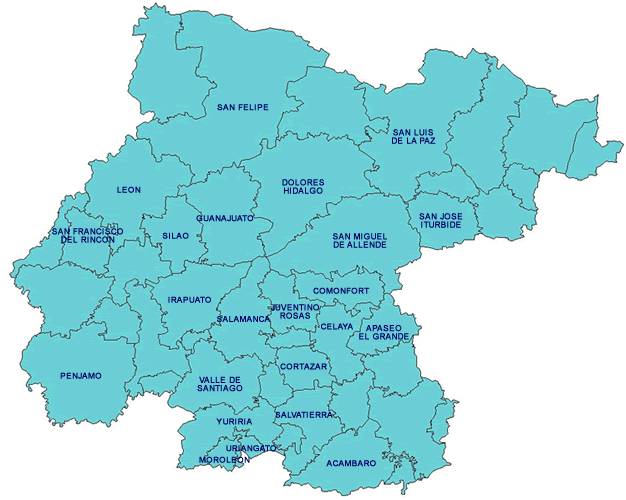 SAN FELIPE
SAN LUIS
DE LA PAZ
LEON
DOLORES
HIDALGO
GUANAJUATO
SAN JOSE
ITURBIDE
SAN FRANCISCO
DEL RINCON
SILAO
SAN MIGUEL
DE ALLENDE
COMONFORT
IRAPUATO
SALAMANCA
JUVENTINO
ROSAS
CELAYA
APASEO
EL GRANDE
CORTAZAR
PENJAMO
VALLE DE
SANTIAGO
SALVATIERRA
YURIRIA
URIANGATO
MOROLEON
ACAMBARO